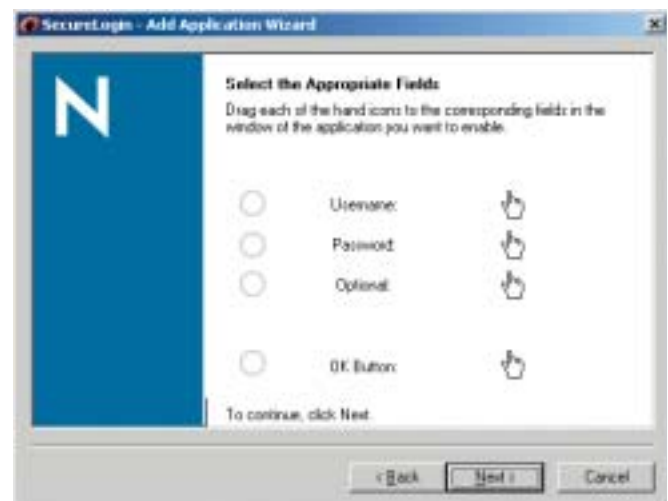 SecureLogin - Add Application Wizard
N
Select the Appropriate Fields
Drag each of the hand icons to the corresponding fields in the
window of the application you want to enable.
Username:
Password:
Optional:
OK Button:
To continue, click Next.
< Back Next > Cancel